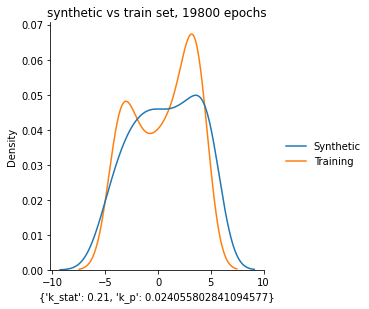 synthetic vs train set, 19800 epochs
0.07
0.06
0.05
0.04
0.03
0.02
0.01
0.00
Density
Synthetic
Training
−10 −5 0 5 10
{'k_stat': 0.21, 'k_p': 0.024055802841094577}